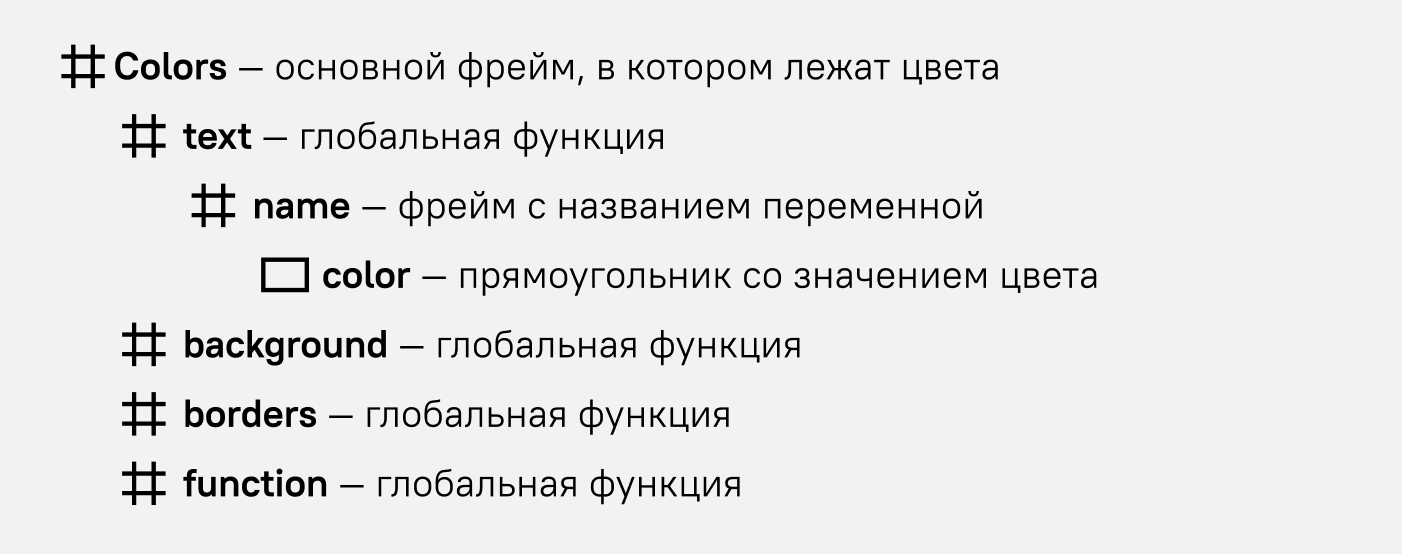 Colors — основной фрейм, в котором лежат цвета
text — глобальная функция
name — фрейм с названием переменной
color — прямоугольник со значением цвета
background — глобальная функция
borders — глобальная функция
function — глобальная функция